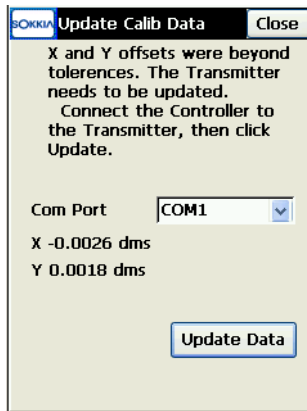 SOKKIA Update Calib Data Close
X and Y offsets were beyond
tolerences. The Transmitter
needs to be updated.
Connect the Controller to
the Transmitter, then click
Update.
Com Port COM1
X -0.0026 dms
Y 0.0018 dms
Update Data